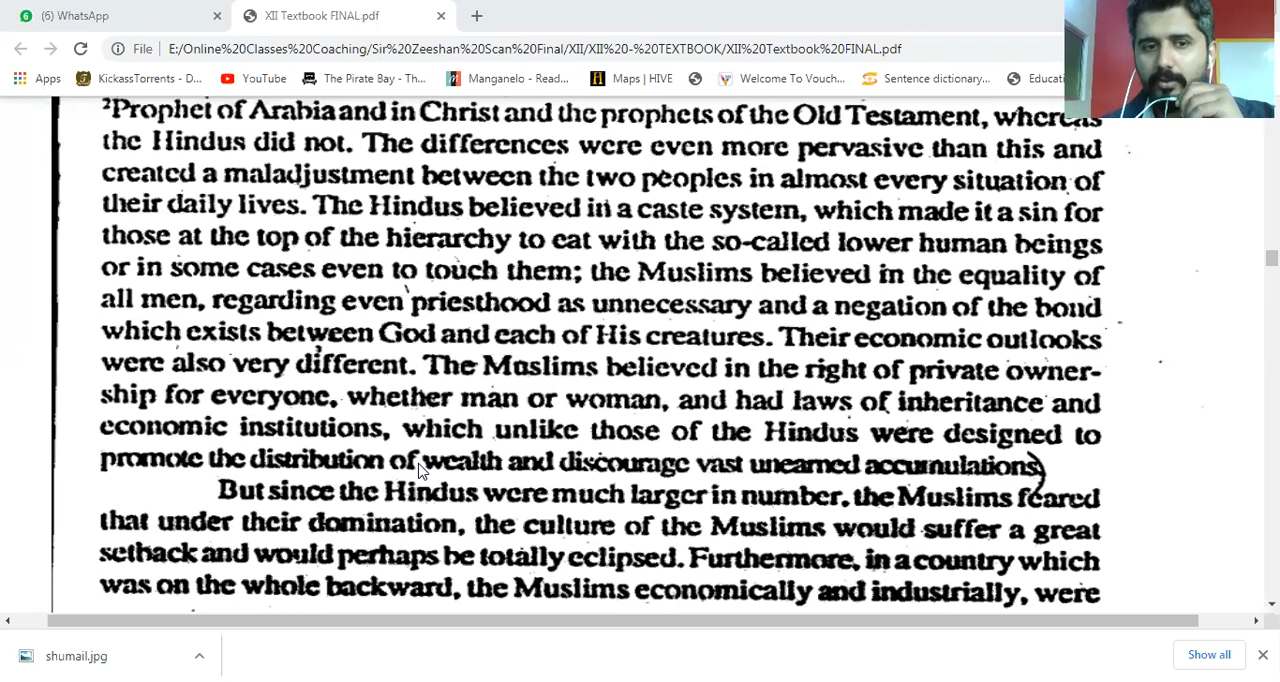 (6) WhatsApp
XII Textbook FINAL.pdf
File
E:/Online%20Classes%20Coaching/Sir%20Zeeshan%20Scan%20Final/XII/XII%20-%20TEXTBOOK/XII%20Textbook%20FINAL.pdf
Apps
KickassTorrents - D...
YouTube
The Pirate Bay - Th...
Manganelo - Read...
Maps | HIVE
Welcome To Vouch...
Sentence dictionary...
Educati
²Prophet of Arabia and in Christ and the prophets of the Old Testament, whereas
the Hindus did not. The differences were even more pervasive than this and
created a maladjustment between the two peoples in almost every situation of
their daily lives. The Hindus believed in a caste system, which made it a sin for
those at the top of the hierarchy to eat with the so-called lower human beings
or in some cases even to touch them; the Muslims believed in the equality of
all men, regarding even priesthood as unnecessary and a negation of the bond
which exists between God and each of His creatures. Their economic outlooks
were also very different. The Muslims believed in the right of private owner-
ship for everyone, whether man or woman, and had laws of inheritance and
economic institutions, which unlike those of the Hindus were designed to
promote the distribution of wealth and discourage vast unearned accumulations)
But since the Hindus were much larger in number, the Muslims feared
that under their domination, the culture of the Muslims would suffer a great
setback and would perhaps be totally eclipsed. Furthermore, in a country which
was on the whole backward, the Muslims economically and industrially, were
shumail.jpg
Show all